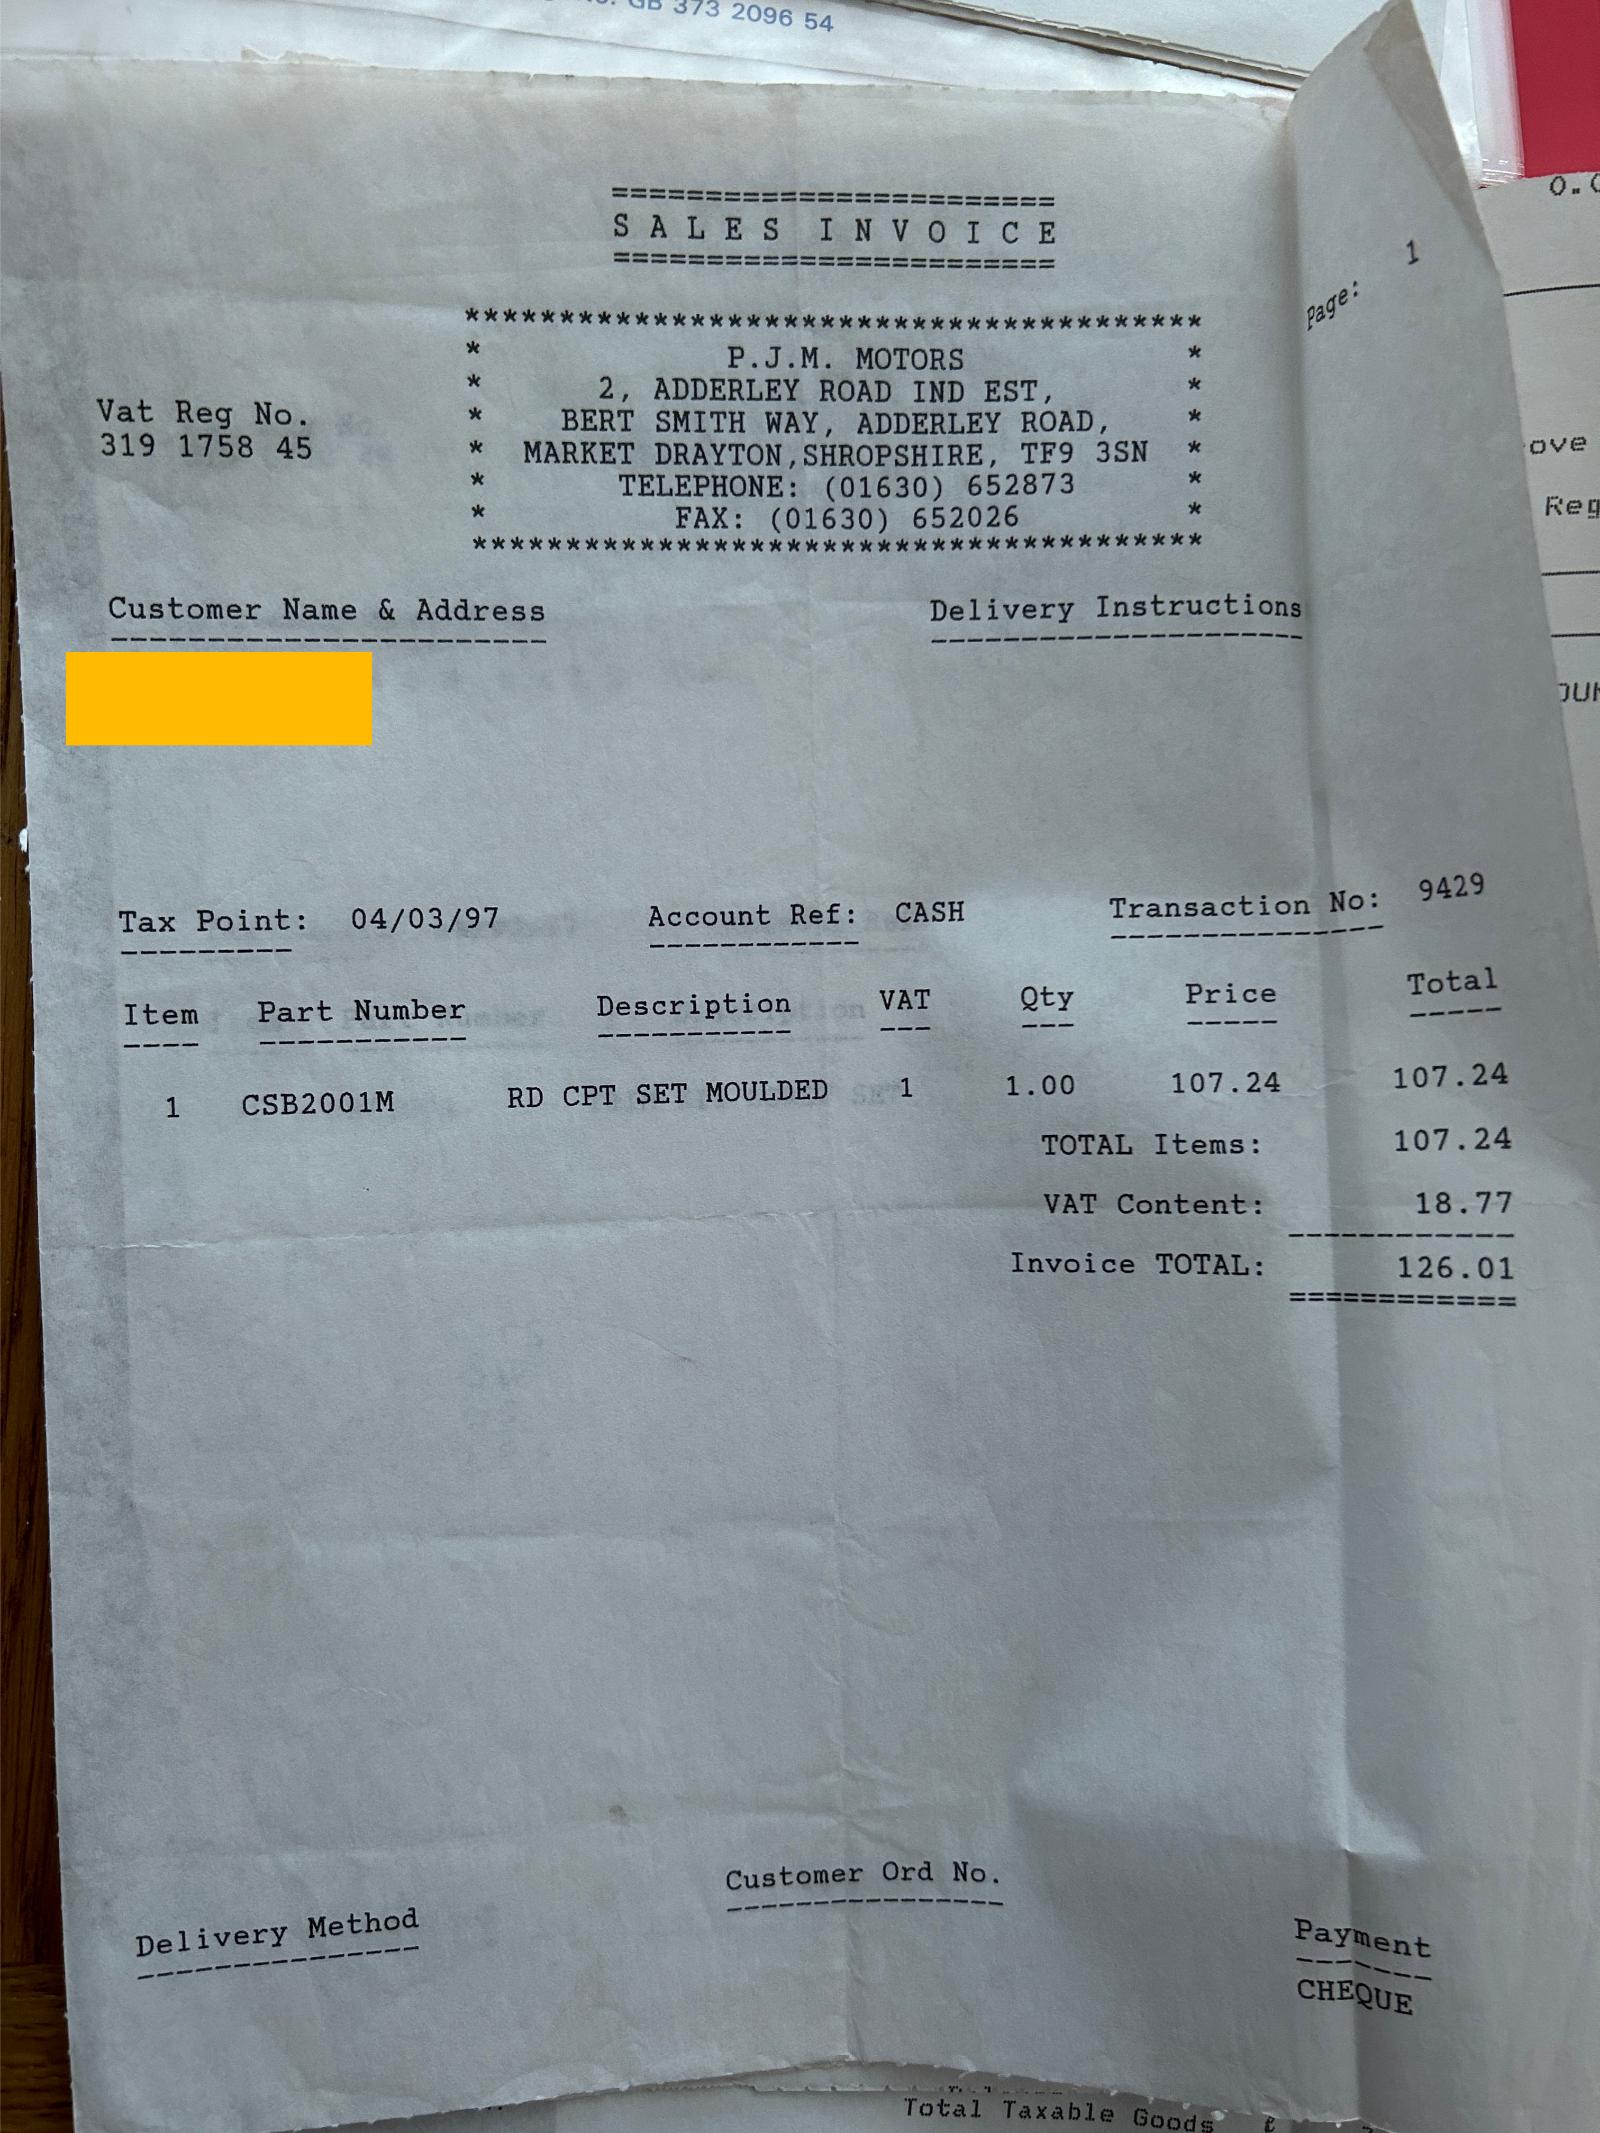 GB 373 2096 54
=======================
S A L E S  I N V O I C E
=======================
Page: 1
****************************************
* P.J.M. MOTORS *
* 2, ADDERLEY ROAD IND EST, *
Vat Reg No. * BERT SMITH WAY, ADDERLEY ROAD, *
319 1758 45 * MARKET DRAYTON,SHROPSHIRE, TF9 3SN *
* TELEPHONE: (01630) 652873 *
* FAX: (01630) 652026 *
****************************************
Customer Name & Address Delivery Instructions
Tax Point: 04/03/97 Account Ref: CASH Transaction No: 9429
Item Part Number Description VAT Qty Price Total
1 CSB2001M RD CPT SET MOULDED 1 1.00 107.24 107.24
TOTAL Items: 107.24
VAT Content: 18.77
Invoice TOTAL: 126.01
Customer Ord No.
Delivery Method
Payment
CHEQUE
ove
Reg
Total Taxable Goods £